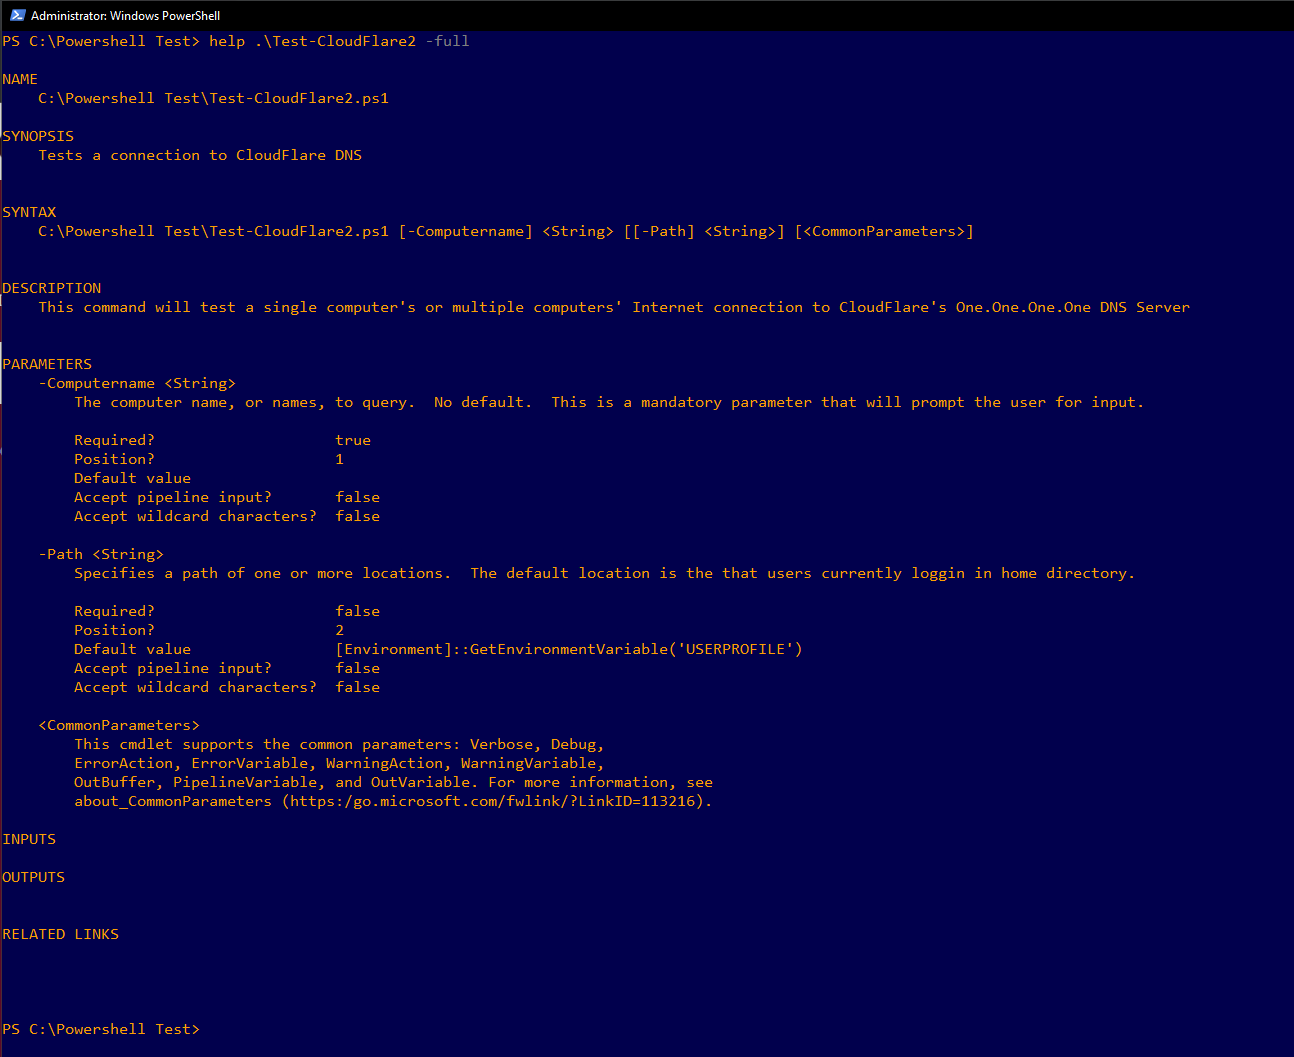 Administrator: Windows PowerShell
PS C:\Powershell Test> help .\Test-CloudFlare2 -full
NAME
C:\Powershell Test\Test-CloudFlare2.ps1
SYNOPSIS
Tests a connection to CloudFlare DNS
SYNTAX
C:\Powershell Test\Test-CloudFlare2.ps1 [-Computername] <String> [[-Path] <String>] [<CommonParameters>]
DESCRIPTION
This command will test a single computer's or multiple computers' Internet connection to CloudFlare's One.One.One.One DNS Server
PARAMETERS
-Computername <String>
The computer name, or names, to query.  No default.  This is a mandatory parameter that will prompt the user for input.
Required?                    true
Position?                    1
Default value
Accept pipeline input?       false
Accept wildcard characters?  false
-Path <String>
Specifies a path of one or more locations.  The default location is the that users currently loggin in home directory.
Required?                    false
Position?                    2
Default value                [Environment]::GetEnvironmentVariable('USERPROFILE')
Accept pipeline input?       false
Accept wildcard characters?  false
<CommonParameters>
This cmdlet supports the common parameters: Verbose, Debug,
ErrorAction, ErrorVariable, WarningAction, WarningVariable,
OutBuffer, PipelineVariable, and OutVariable. For more information, see
about_CommonParameters (https:/go.microsoft.com/fwlink/?LinkID=113216).
INPUTS
OUTPUTS
RELATED LINKS
PS C:\Powershell Test>